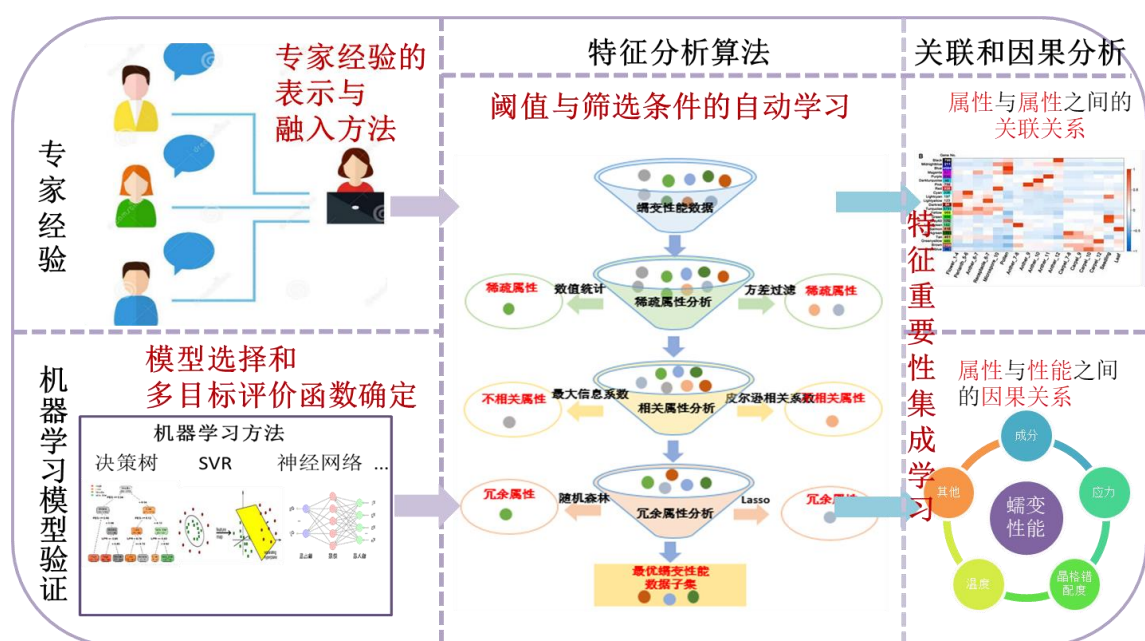 专家经验
专家经验的
表示与
融入方法
机器学习模型验证
模型选择和
多目标评价函数确定
机器学习方法
决策树 SVR 神经网络 ...
特征分析算法
阈值与筛选条件的自动学习
蠕变性能数据
稀疏属性
数值统计
稀疏属性分析
方差过滤
稀疏属性
不相关属性
最大信息系数
相关属性分析
皮尔逊相关系数
相关属性
冗余属性
随机森林
冗余属性分析
Lasso
冗余属性
最优蠕变性能
数据子集
特征重要性集成学习
关联和因果分析
属性与属性之间的
关联关系
B
属性与性能之间
的因果关系
成分
其他
应力
蠕变
性能
温度
晶格错
配度